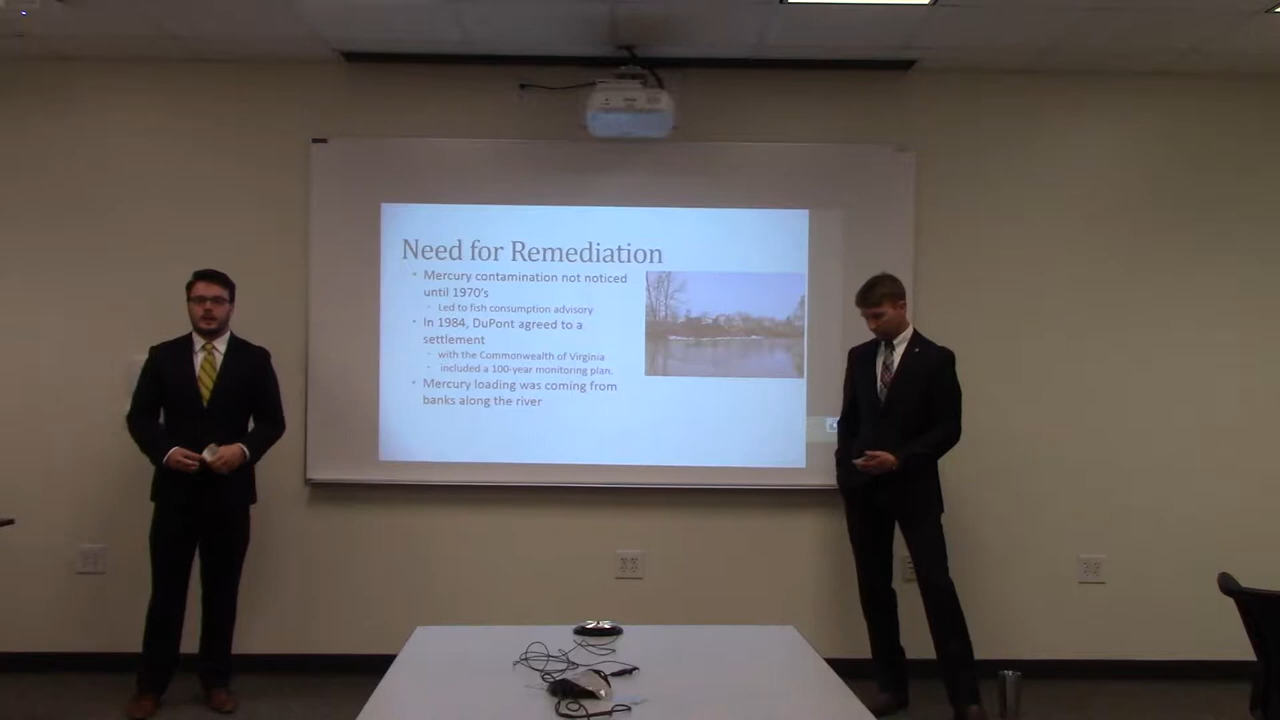 Need for Remediation
Mercury contamination not noticed
until 1970's
Led to fish consumption advisory
In 1984, DuPont agreed to a
settlement
with the Commonwealth of Virginia
included a 100-year monitoring plan.
Mercury loading was coming from
banks along the river